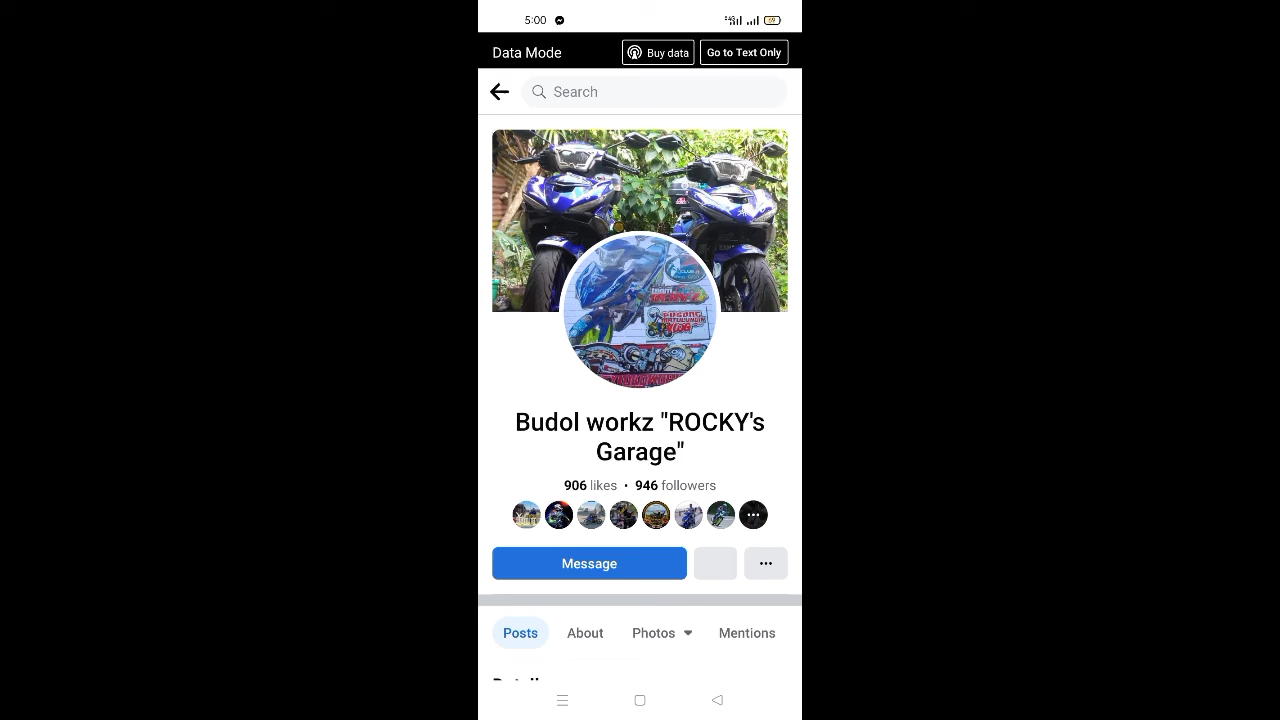 5:00
69
Data Mode
Buy data
Go to Text Only
Search
Budol workz "ROCKY's
Garage"
906 likes • 946 followers
Message
Posts
About
Photos
Mentions